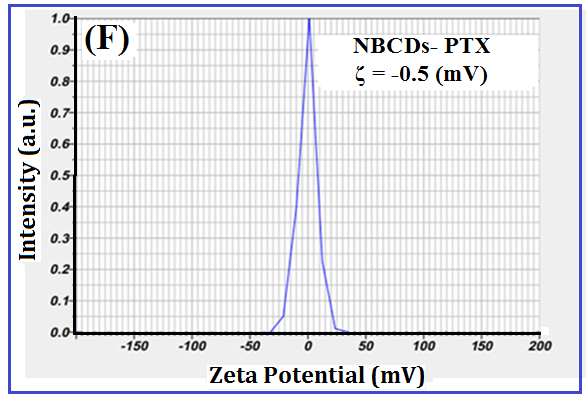 (F)
NBCDs- PTX
ζ = -0.5 (mV)
Intensity (a.u.)
1.0
0.9
0.8
0.7
0.6
0.5
0.4
0.3
0.2
0.1
0.0
-150 -100 -50 0 50 100 150 200
Zeta Potential (mV)